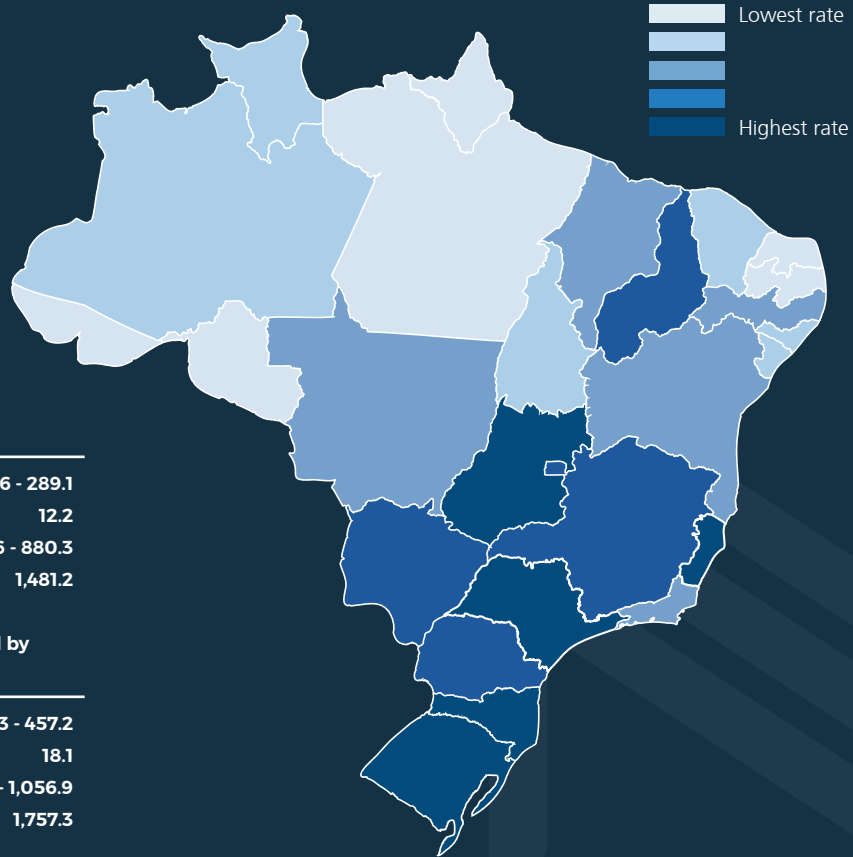 Lowest rate
Highest rate
6 - 289.1
12.2
- 880.3
1,481.2
by
3 - 457.2
18.1
- 1,056.9
1,757.3